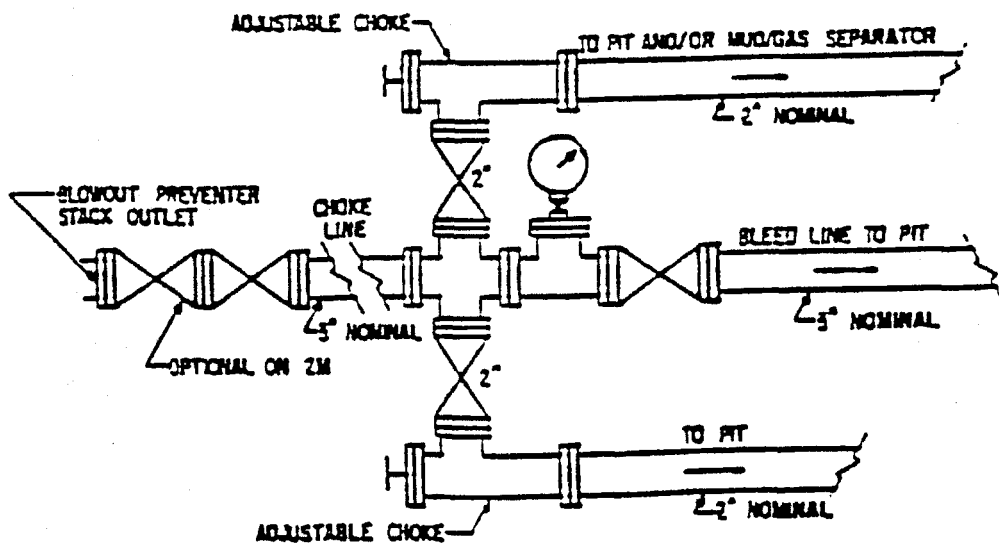 ADJUSTABLE CHOKE
TO PIT AND/OR MUD/GAS SEPARATOR
2" NOMINAL
2"
BLOWOUT PREVENTER
STACK OUTLET
CHOKE
LINE
BLEED LINE TO PIT
3" NOMINAL
3" NOMINAL
OPTIONAL ON 2M
2"
TO PIT
2" NOMINAL
ADJUSTABLE CHOKE